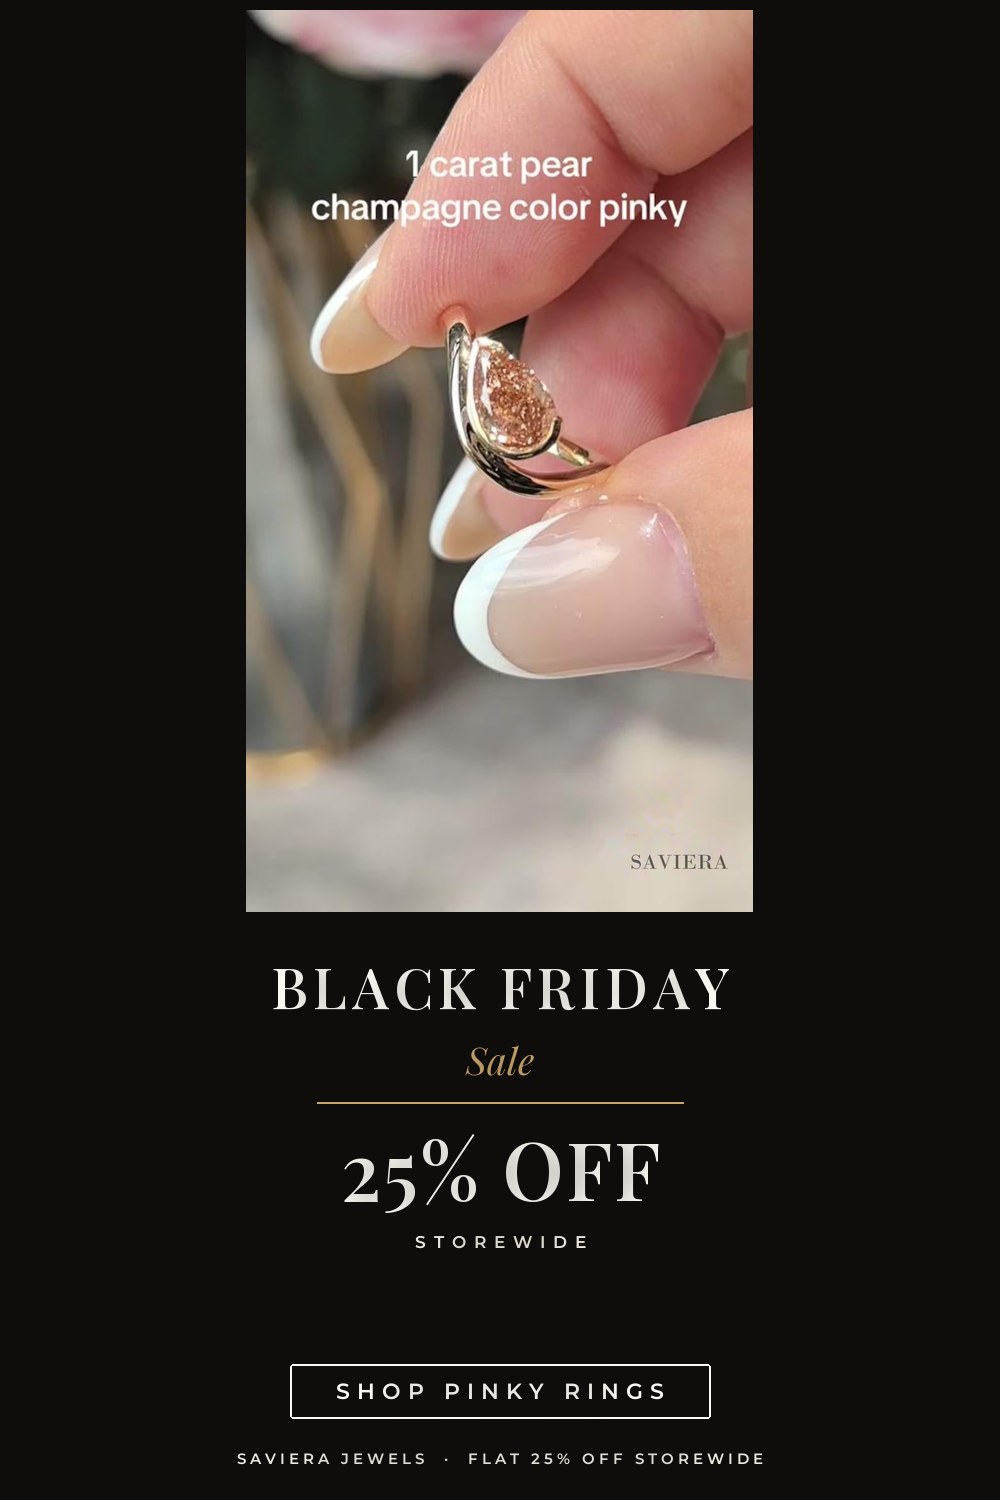 1 carat pear
champagne color pinky
SAVIERA
BLACK FRIDAY
Sale
25% OFF
STOREWIDE
SHOP PINKY RINGS
SAVIERA JEWELS · FLAT 25% OFF STOREWIDE